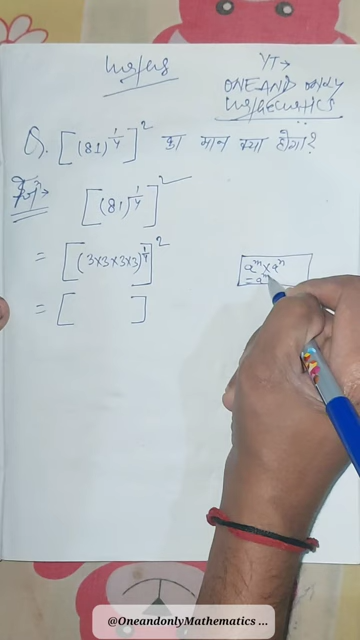 Maths
YT→
ONE AND ONLY
MATHEMATICS
Q. [(81)^{1/4}]^2 का मान क्या होगा?
[(81)^{1/4}]^2
= [(3×3×3×3)^{1/4}]^2
a^m × a^n
= a^m
= [ ]
@OneandonlyMathematics ...